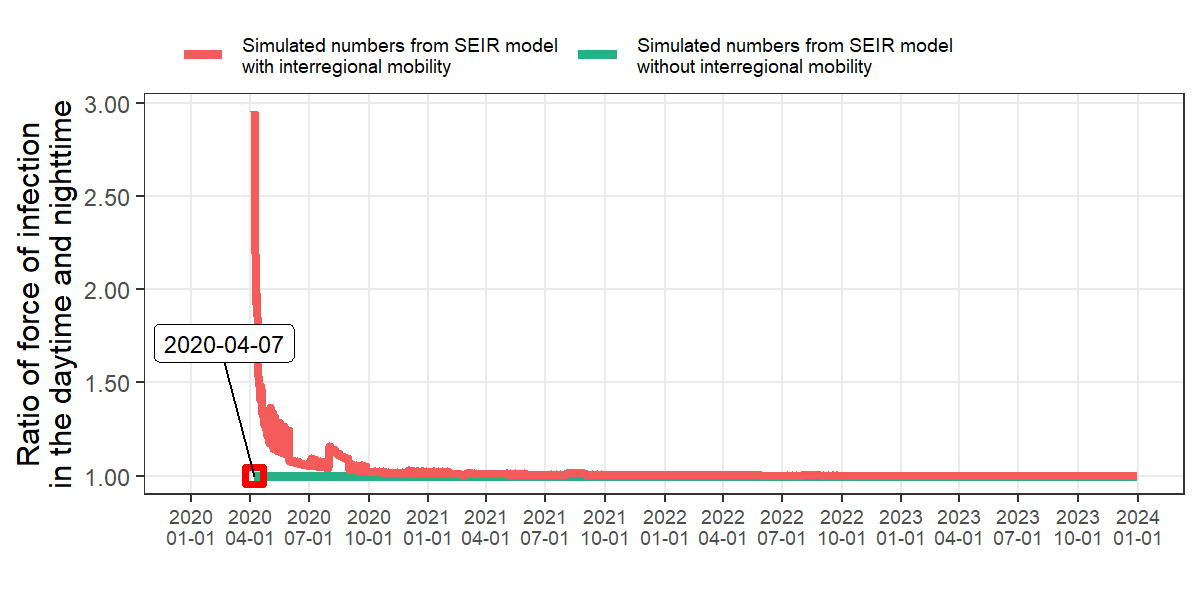 Simulated numbers from SEIR model
with interregional mobility
Simulated numbers from SEIR model
without interregional mobility
Ratio of force of infection
in the daytime and nighttime
3.00
2.50
2.00
1.50
1.00
2020-04-07
2020 2020 2020 2020 2021 2021 2021 2021 2022 2022 2022 2022 2023 2023 2023 2023 2024
01-01 04-01 07-01 10-01 01-01 04-01 07-01 10-01 01-01 04-01 07-01 10-01 01-01 04-01 07-01 10-01 01-01